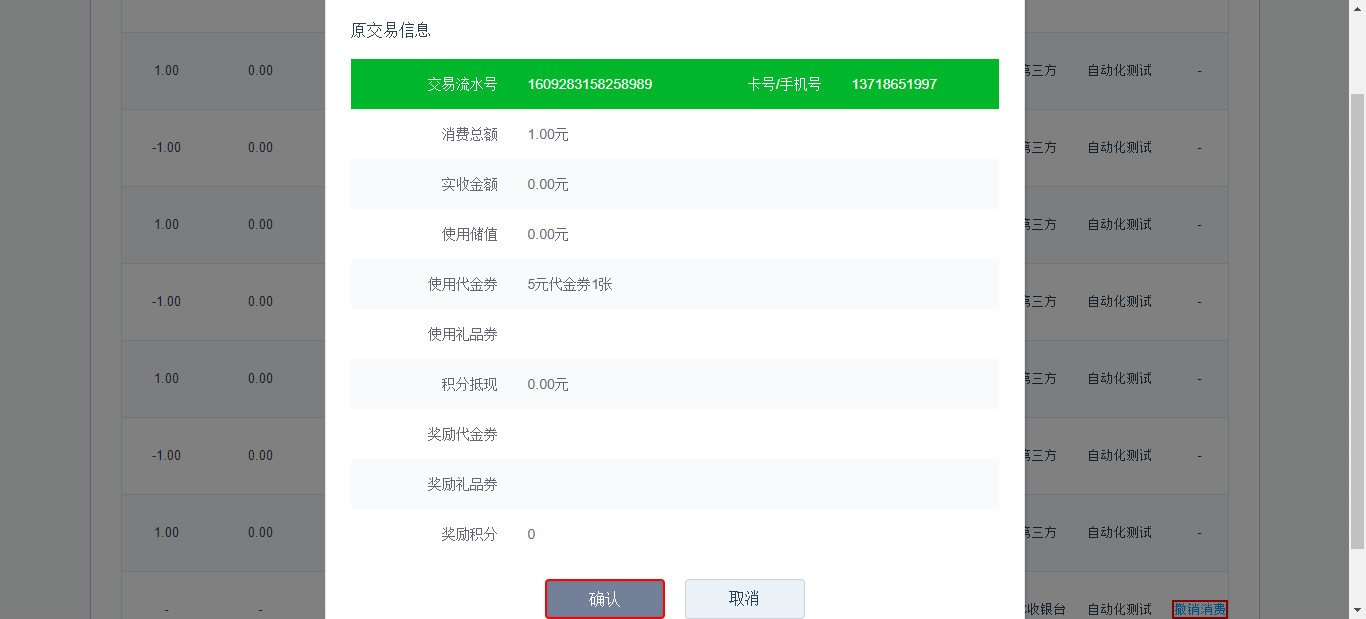 原交易信息
交易流水号 1609283158258989 卡号/手机号 13718651997
消费总额 1.00元
实收金额 0.00元
使用储值 0.00元
使用代金券 5元代金券1张
使用礼品券
积分抵现 0.00元
奖励代金券
奖励礼品券
奖励积分 0
确认 取消
1.00 0.00 第三方 自动化测试 -
-1.00 0.00 第三方 自动化测试 -
1.00 0.00 第三方 自动化测试 -
-1.00 0.00 第三方 自动化测试 -
1.00 0.00 第三方 自动化测试 -
-1.00 0.00 第三方 自动化测试 -
1.00 0.00 第三方 自动化测试 -
- - 收银台 自动化测试 撤销消费